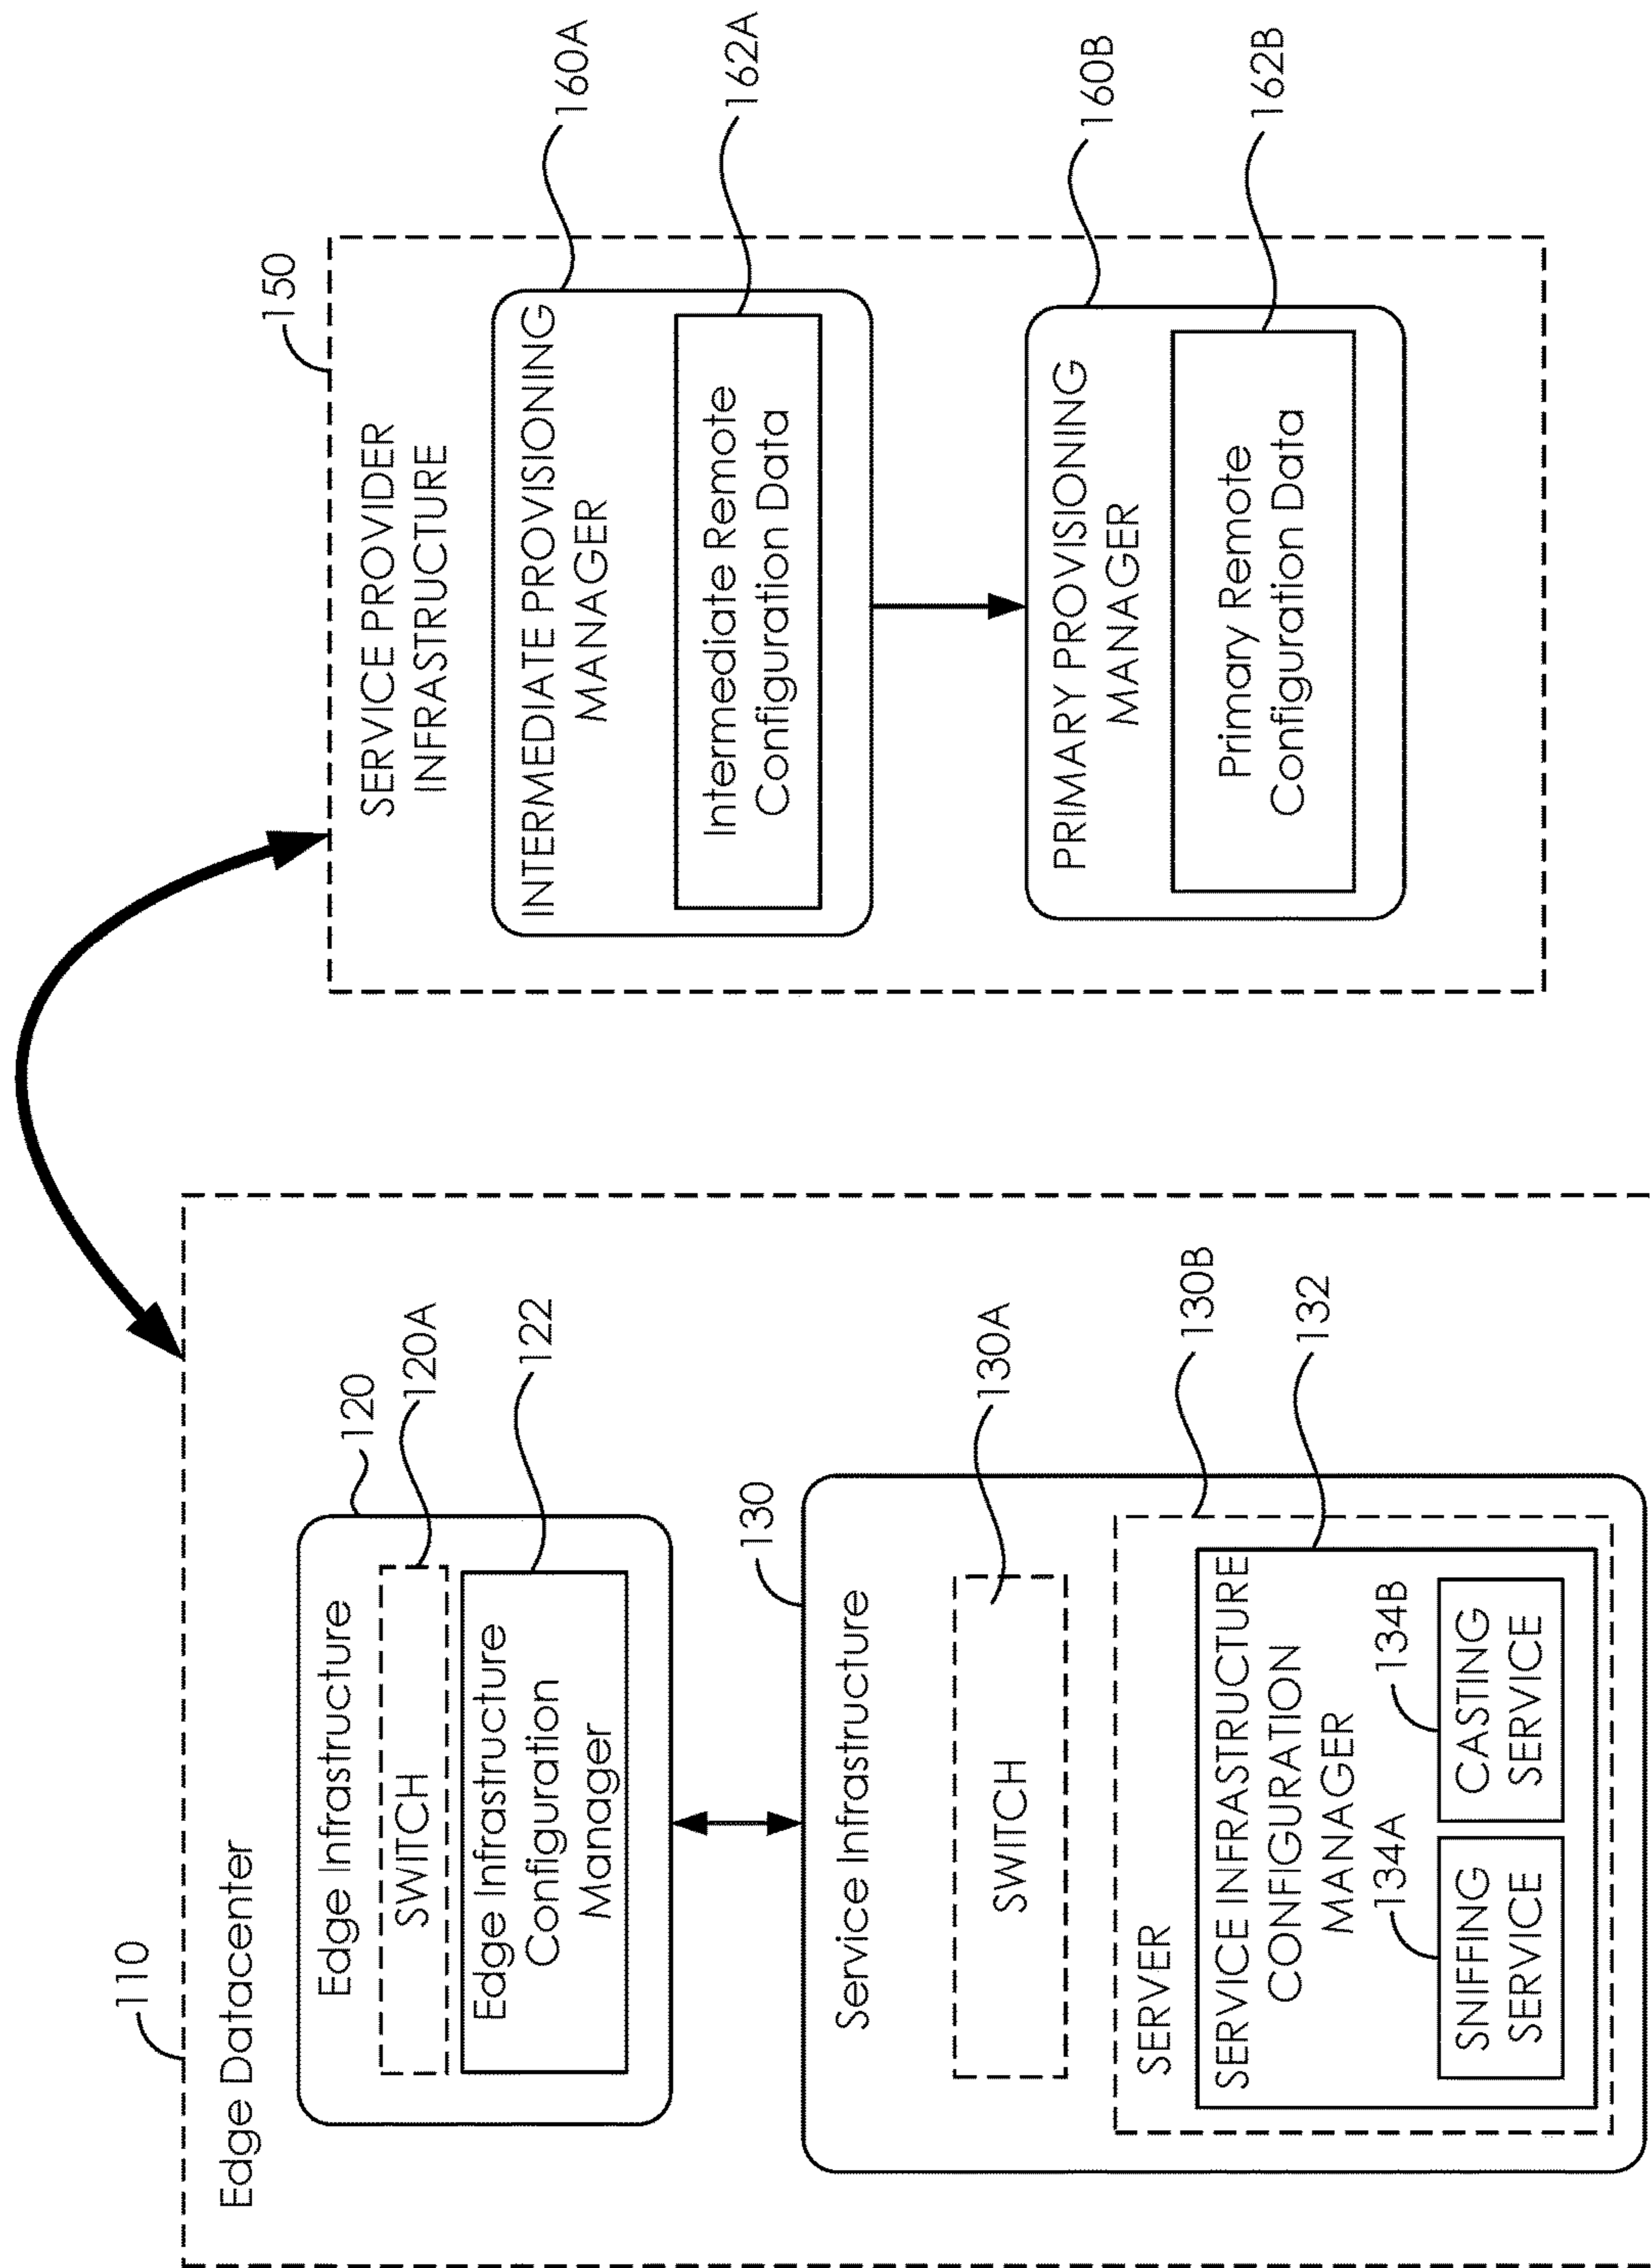 110
Edge Datacenter
120
Edge Infrastructure
120A
SWITCH
122
Edge Infrastructure
Configuration
Manager
130
Service Infrastructure
130A
SWITCH
130B
SERVER
132
SERVICE INFRASTRUCTURE
CONFIGURATION
MANAGER
134A
134B
SNIFFING
SERVICE
CASTING
SERVICE
150
SERVICE PROVIDER
INFRASTRUCTURE
160A
INTERMEDIATE PROVISIONING
MANAGER
162A
Intermediate Remote
Configuration Data
160B
PRIMARY PROVISIONING
MANAGER
162B
Primary Remote
Configuration Data